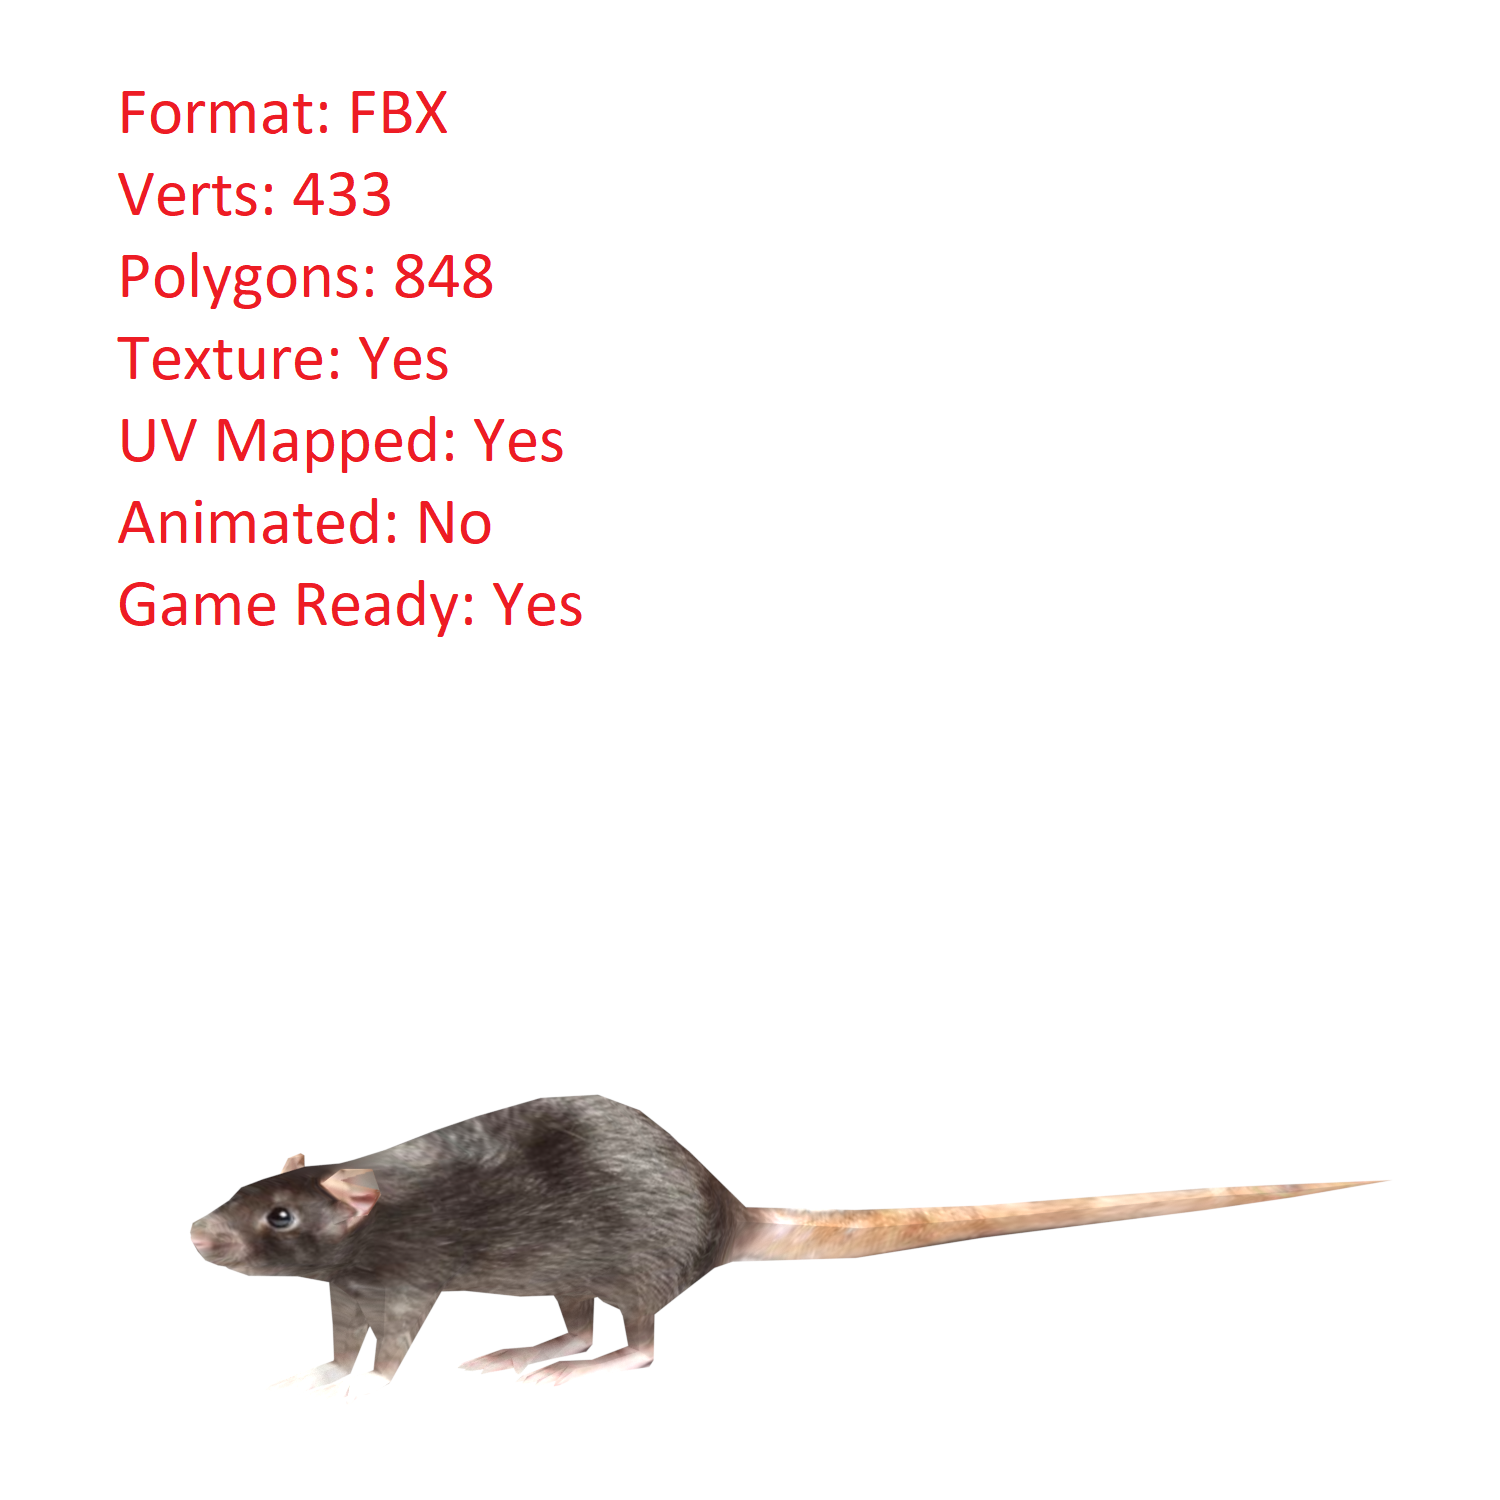 Format: FBX
Verts: 433
Polygons: 848
Texture: Yes
UV Mapped: Yes
Animated: No
Game Ready: Yes